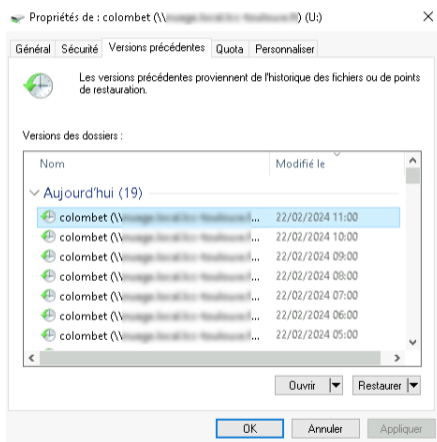 Propriétés de : colombet (\\ ) (U:)
Général Sécurité Versions précédentes Quota Personnaliser
Les versions précédentes proviennent de l'historique des fichiers ou de points
de restauration.
Versions des dossiers :
Nom Modifié le
Aujourd'hui (19)
colombet (\\ ... 22/02/2024 11:00
colombet (\\ ... 22/02/2024 10:00
colombet (\\ ... 22/02/2024 09:00
colombet (\\ ... 22/02/2024 08:00
colombet (\\ ... 22/02/2024 07:00
colombet (\\ ... 22/02/2024 06:00
colombet (\\ ... 22/02/2024 05:00
Ouvrir Restaurer
OK Annuler Appliquer